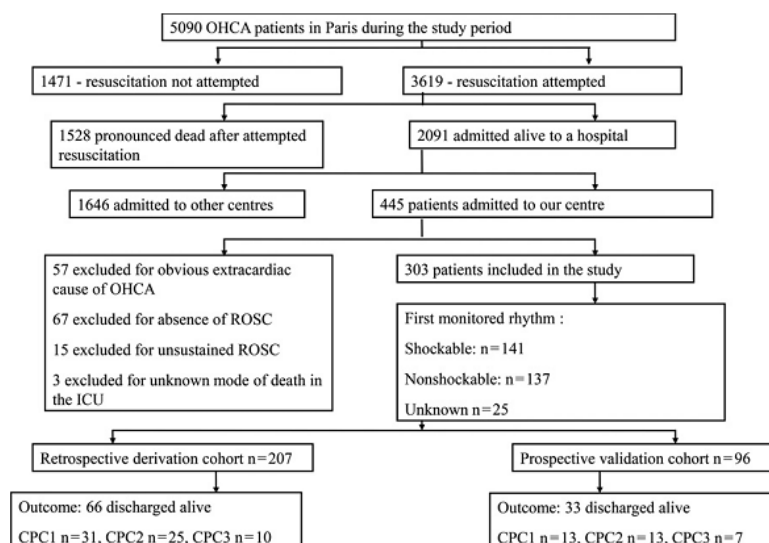 5090 OHCA patients in Paris during the study period
1471 - resuscitation not attempted
3619 - resuscitation attempted
1528 pronounced dead after attempted
resuscitation
2091 admitted alive to a hospital
1646 admitted to other centres
445 patients admitted to our centre
57 excluded for obvious extracardiac
cause of OHCA
67 excluded for absence of ROSC
15 excluded for unsustained ROSC
3 excluded for unknown mode of death in
the ICU
303 patients included in the study
First monitored rhythm :
Shockable: n=141
Nonshockable: n=137
Unknown n=25
Retrospective derivation cohort n=207
Prospective validation cohort n=96
Outcome: 66 discharged alive
CPC1 n=31, CPC2 n=25, CPC3 n=10
Outcome: 33 discharged alive
CPC1 n=13, CPC2 n=13, CPC3 n=7